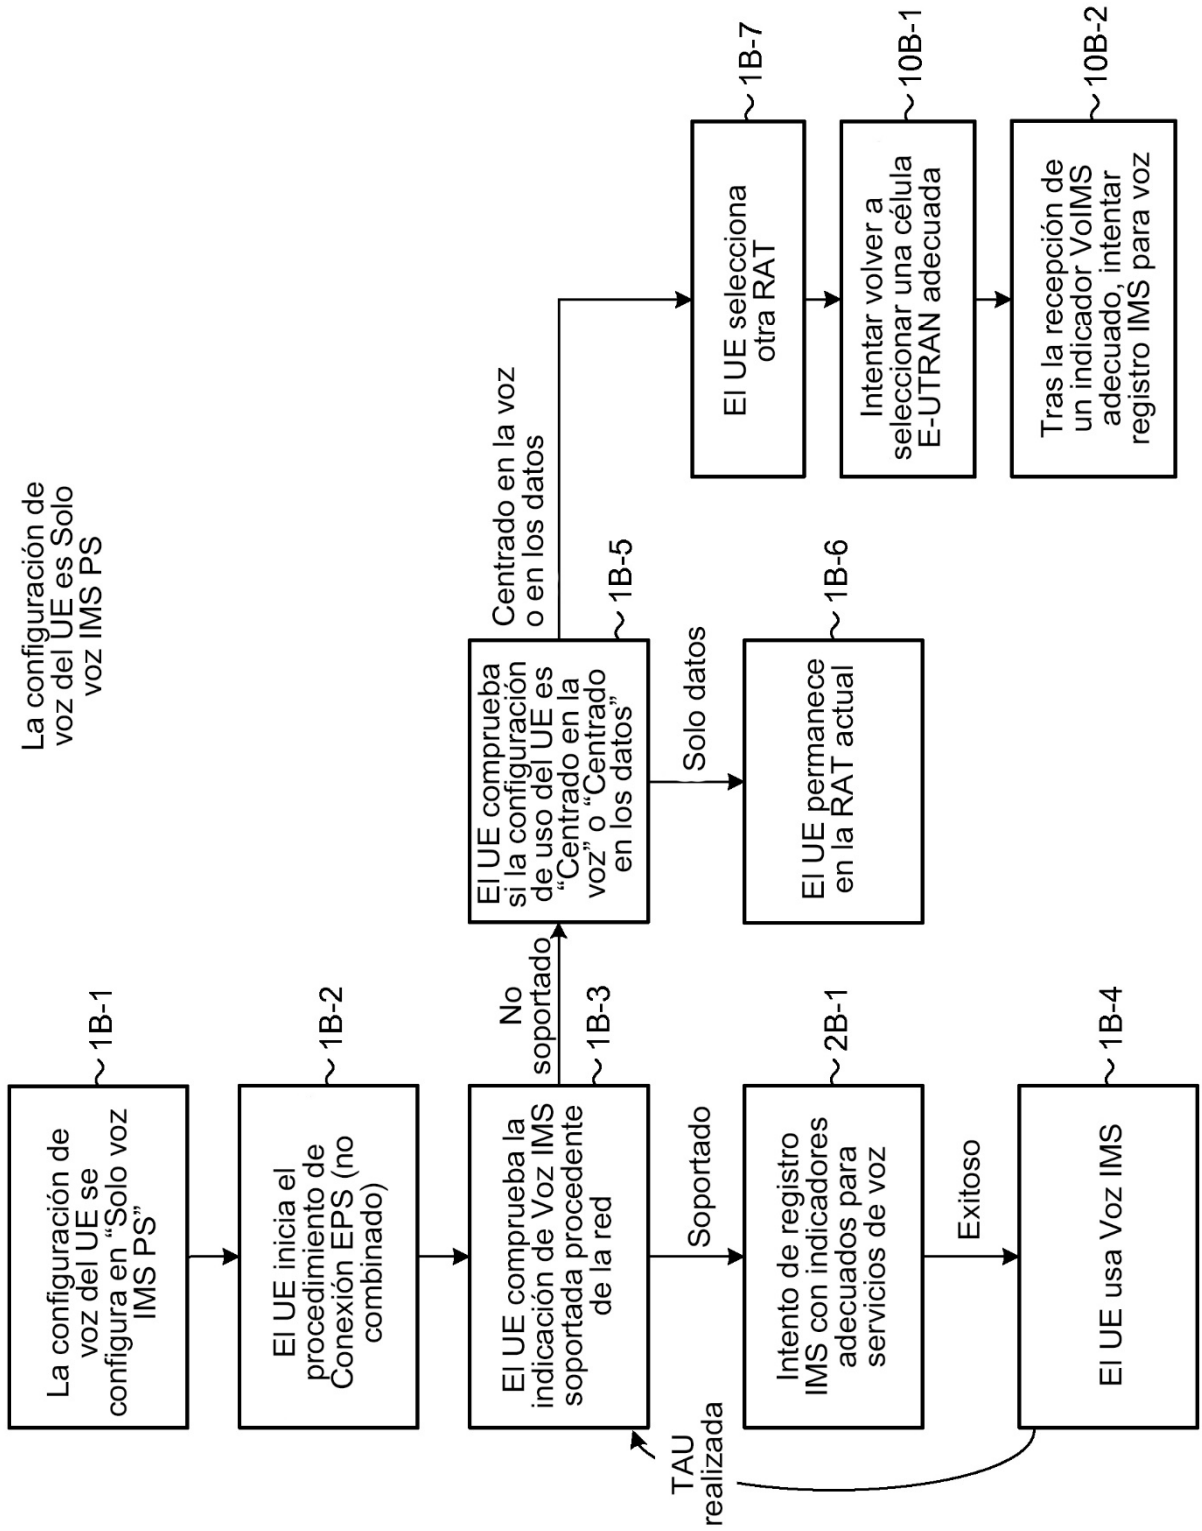 La configuración de
voz del UE es Solo
voz IMS PS
La configuración de
voz del UE se
configura en “Solo voz
IMS PS”
1B-1
El UE inicia el
procedimiento de
Conexión EPS (no
combinado)
1B-2
El UE comprueba la
indicación de Voz IMS
soportada procedente
de la red
1B-3
No
soportado
Soportado
El UE comprueba
si la configuración
de uso del UE es
“Centrado en la
voz” o “Centrado
en los datos”
1B-5
Centrado en la voz
o en los datos
Solo datos
El UE permanece
en la RAT actual
1B-6
El UE selecciona
otra RAT
1B-7
Intentar volver a
seleccionar una célula
E-UTRAN adecuada
10B-1
Tras la recepción de
un indicador VoIMS
adecuado, intentar
registro IMS para voz
10B-2
Intento de registro
IMS con indicadores
adecuados para
servicios de voz
2B-1
Exitoso
El UE usa Voz IMS
1B-4
TAU
realizada